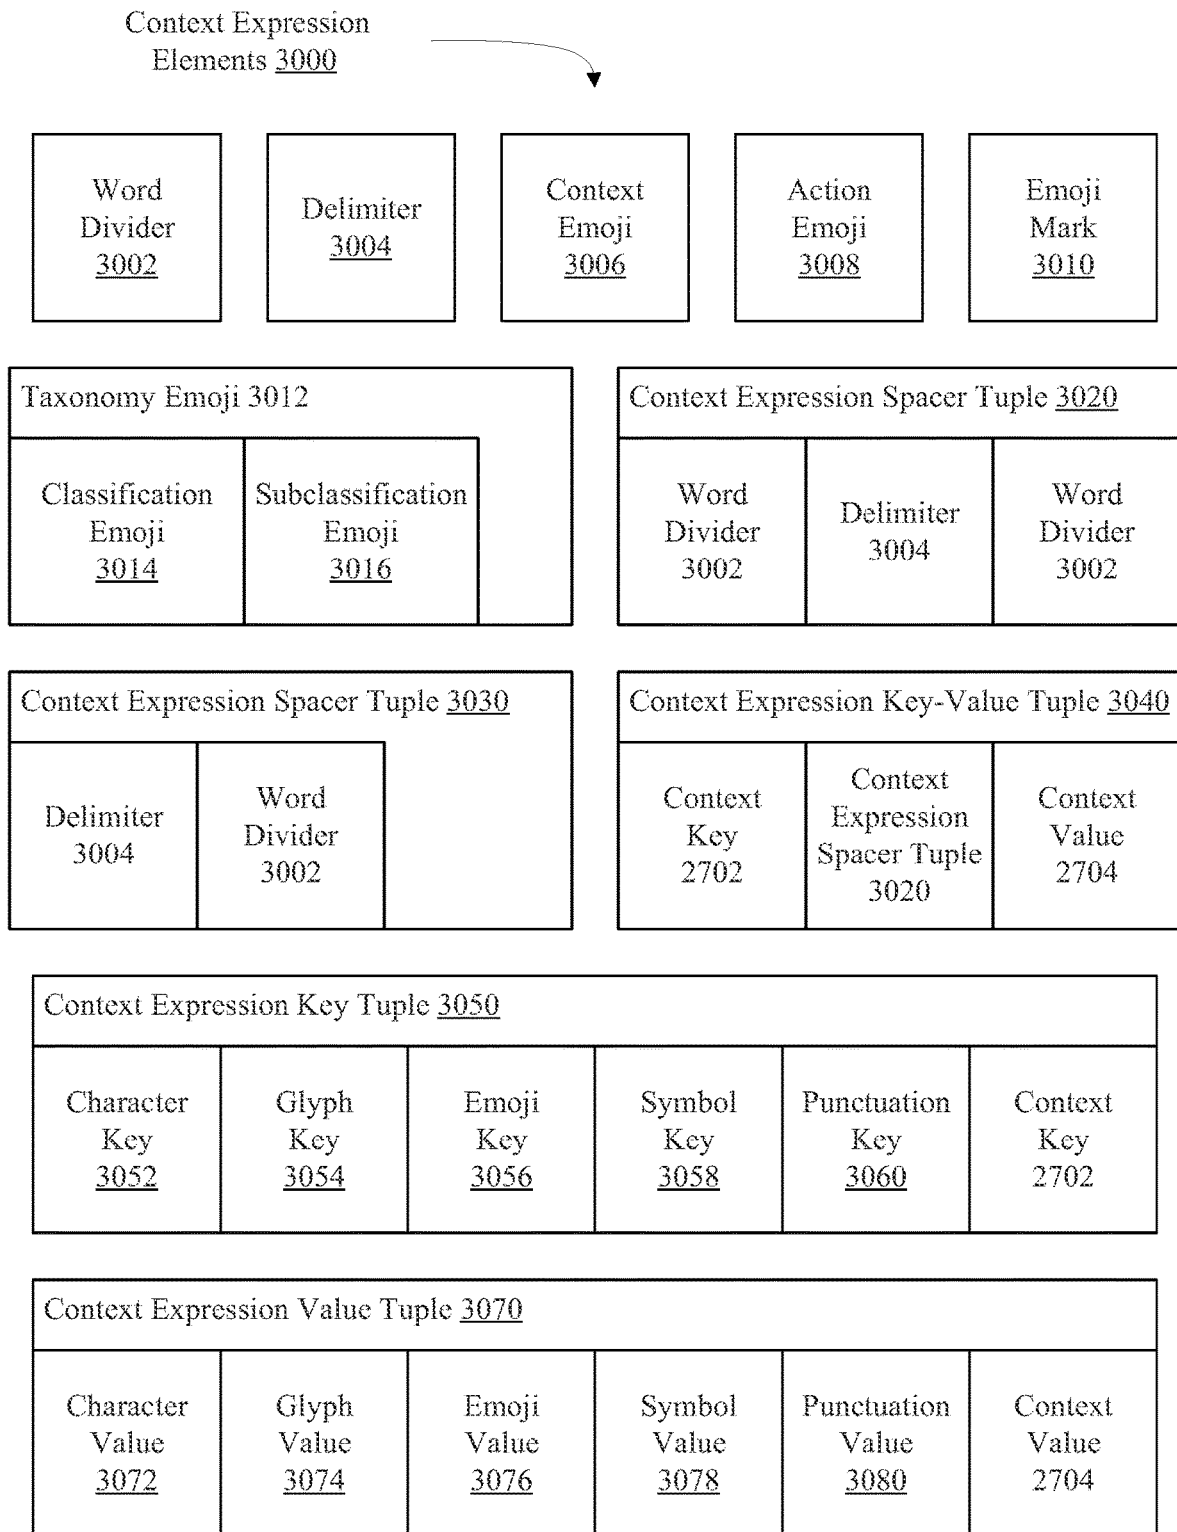 Context Expression
Elements 3000
Word
Divider
3002
Delimiter
3004
Context
Emoji
3006
Action
Emoji
3008
Emoji
Mark
3010
Taxonomy Emoji 3012
Classification
Emoji
3014
Subclassification
Emoji
3016
Context Expression Spacer Tuple 3020
Word
Divider
3002
Delimiter
3004
Word
Divider
3002
Context Expression Spacer Tuple 3030
Delimiter
3004
Word
Divider
3002
Context Expression Key-Value Tuple 3040
Context
Key
2702
Context
Expression
Spacer Tuple
3020
Context
Value
2704
Context Expression Key Tuple 3050
Character
Key
3052
Glyph
Key
3054
Emoji
Key
3056
Symbol
Key
3058
Punctuation
Key
3060
Context
Key
2702
Context Expression Value Tuple 3070
Character
Value
3072
Glyph
Value
3074
Emoji
Value
3076
Symbol
Value
3078
Punctuation
Value
3080
Context
Value
2704